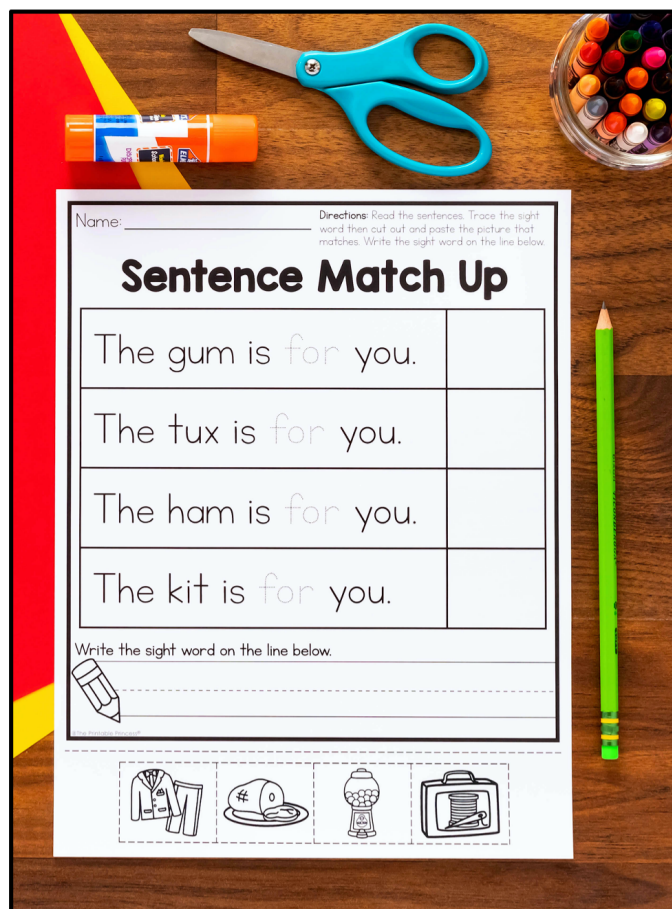 Name:
Directions: Read the sentences. Trace the sight
word then cut out and paste the picture that
matches. Write the sight word on the line below.
Sentence Match Up
The gum is for you.
The tux is for you.
The ham is for you.
The kit is for you.
Write the sight word on the line below.
©The Printable Princess®